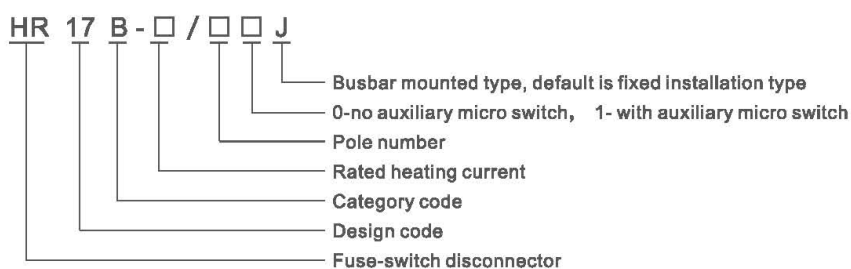 HR 17 B - □ / □ □ J
Busbar mounted type, default is fixed installation type
0-no auxiliary micro switch, 1- with auxiliary micro switch
Pole number
Rated heating current
Category code
Design code
Fuse-switch disconnector